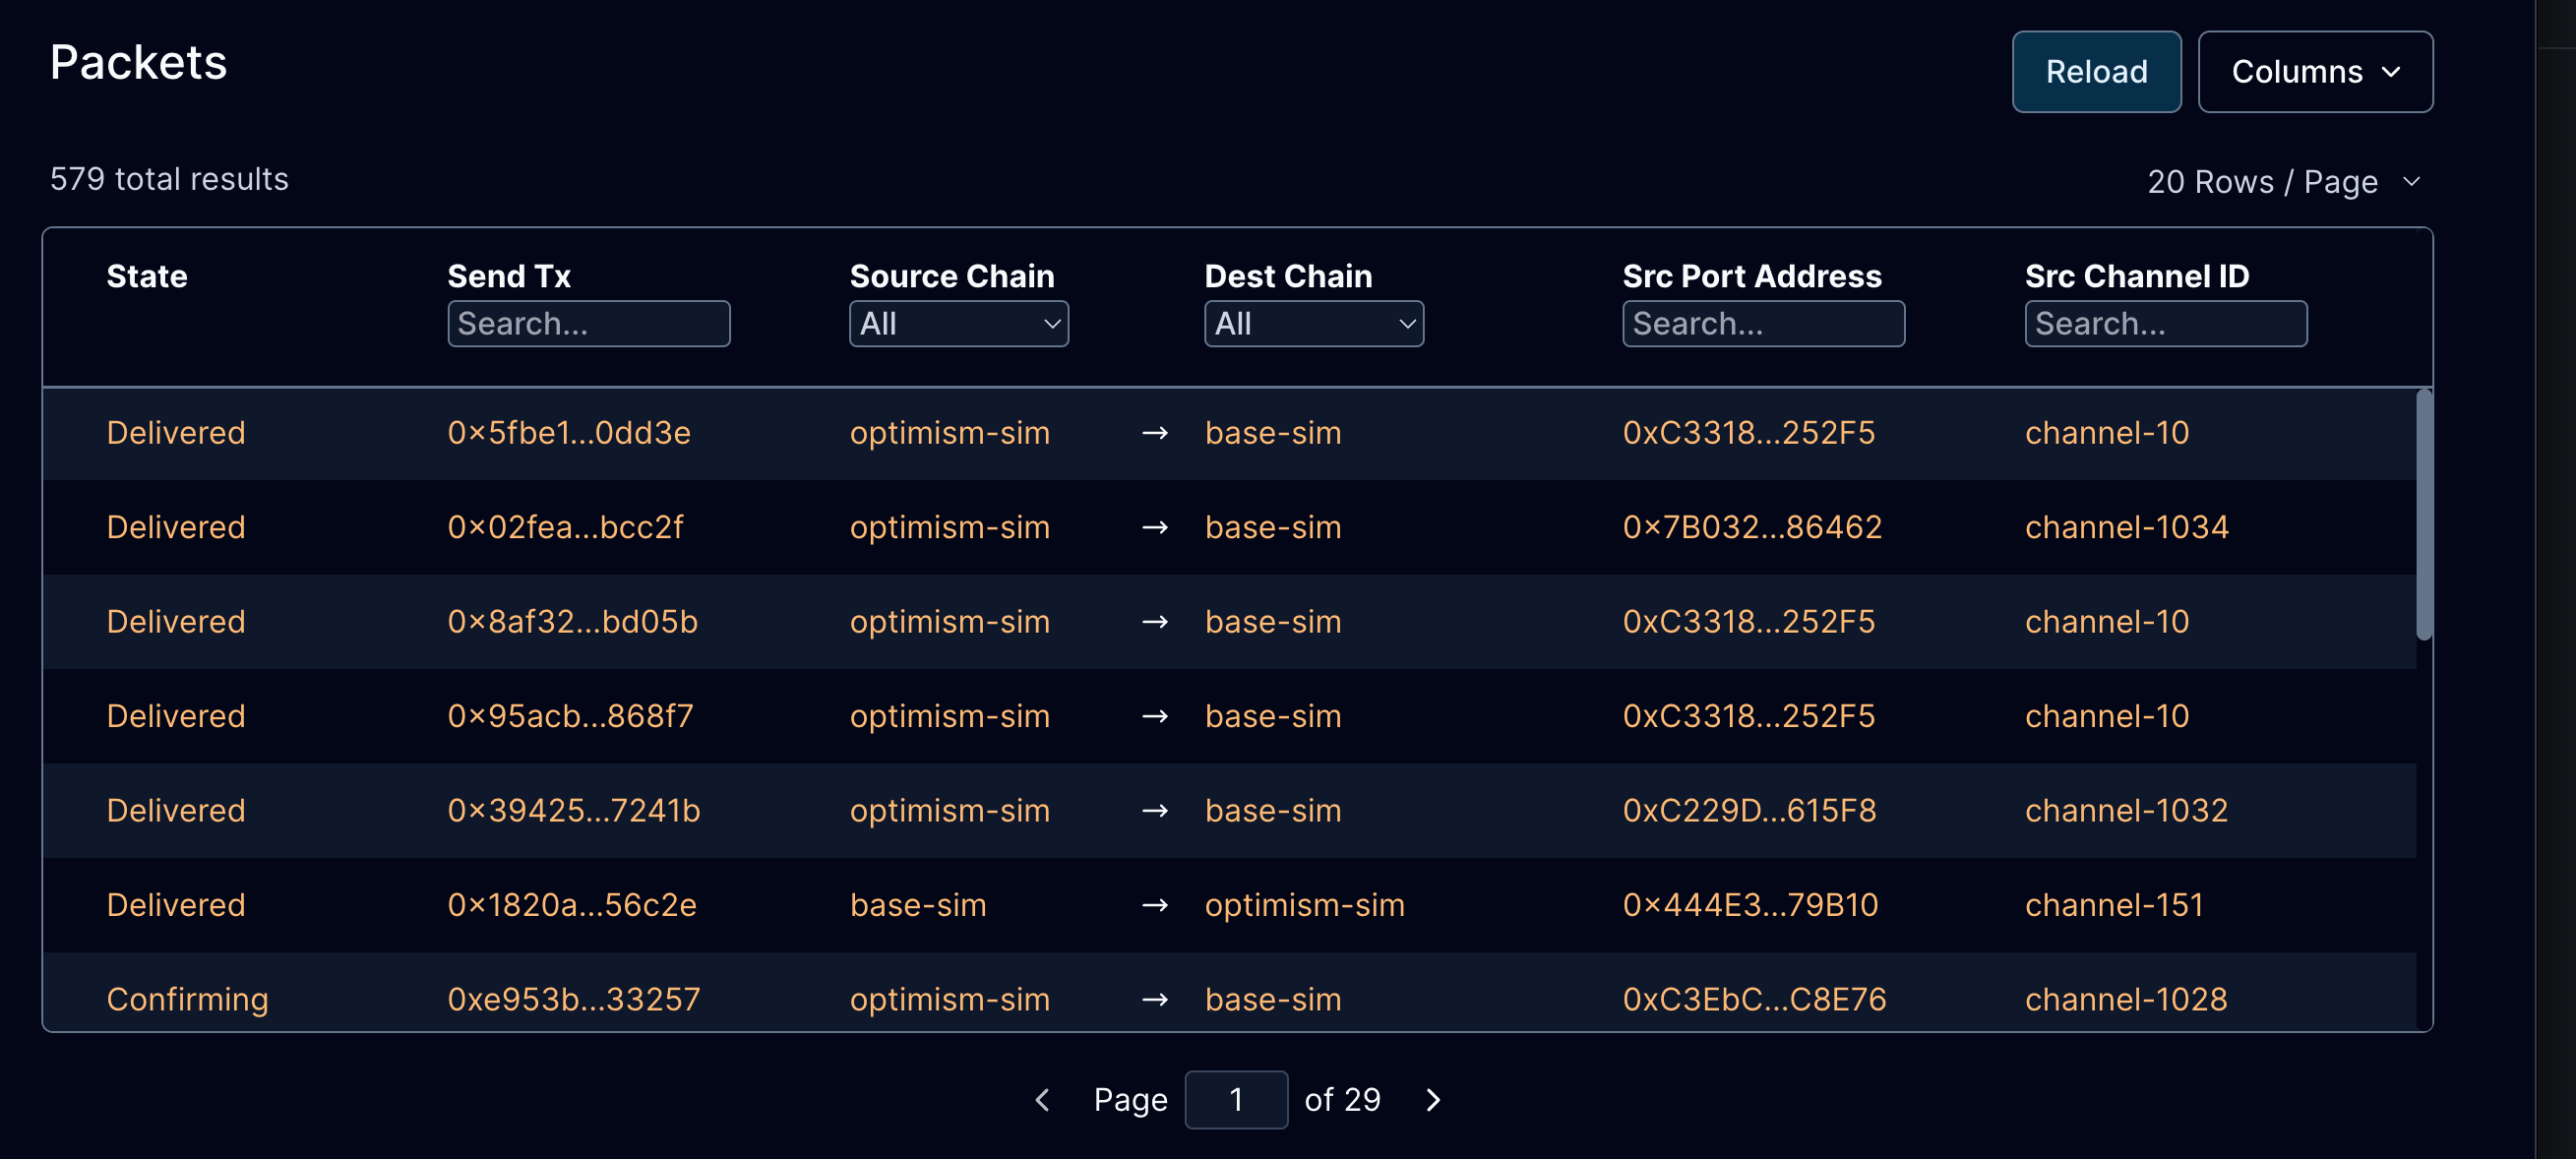 Packets
Reload
Columns
579 total results
20 Rows / Page
State Send Tx Source Chain Dest Chain Src Port Address Src Channel ID
Search... All All Search... Search...
Delivered 0x5fbe1...0dd3e optimism-sim → base-sim 0xC3318...252F5 channel-10
Delivered 0x02fea...bcc2f optimism-sim → base-sim 0x7B032...86462 channel-1034
Delivered 0x8af32...bd05b optimism-sim → base-sim 0xC3318...252F5 channel-10
Delivered 0x95acb...868f7 optimism-sim → base-sim 0xC3318...252F5 channel-10
Delivered 0x39425...7241b optimism-sim → base-sim 0xC229D...615F8 channel-1032
Delivered 0x1820a...56c2e base-sim → optimism-sim 0x444E3...79B10 channel-151
Confirming 0xe953b...33257 optimism-sim → base-sim 0xC3EbC...C8E76 channel-1028
Page 1 of 29